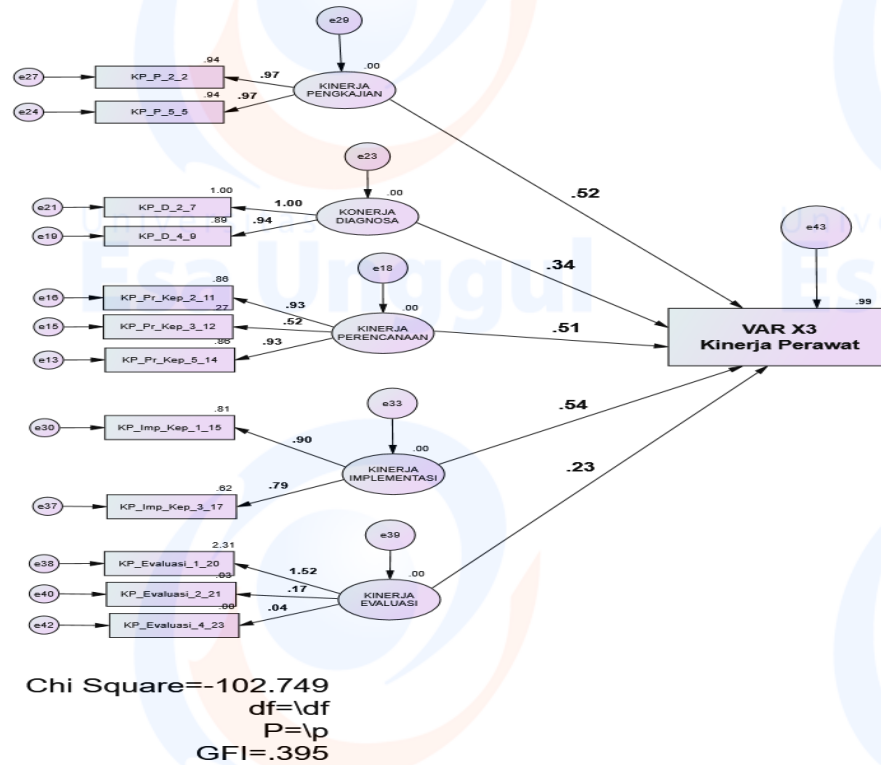 e29
.94
.00
e27
KP_P_2_2
.97
KINERJA
PENGKAJIAN
.94
e24
KP_P_5_5
.97
.52
e23
1.00
.00
e21
KP_D_2_7
1.00
KONERJA
DIAGNOSA
.89
e19
KP_D_4_9
.94
.34
e43
Universitas
Esa Unggul
e18
.86
.00
e16
KP_Pr_Kep_2_11
.93
.27
e15
KP_Pr_Kep_3_12
.52
KINERJA
PERENCANAAN
.51
.99
VAR X3
Kinerja Perawat
.86
e13
KP_Pr_Kep_5_14
.93
e33
.54
.81
.00
e30
KP_Imp_Kep_1_15
.90
KINERJA
IMPLEMENTASI
.23
.62
e37
KP_Imp_Kep_3_17
.79
e39
2.31
.00
e38
KP_Evaluasi_1_20
1.52
.03
e40
KP_Evaluasi_2_21
.17
KINERJA
EVALUASI
.00
e42
KP_Evaluasi_4_23
.04
Chi Square=-102.749
df=\df
P=\p
GFI=.395